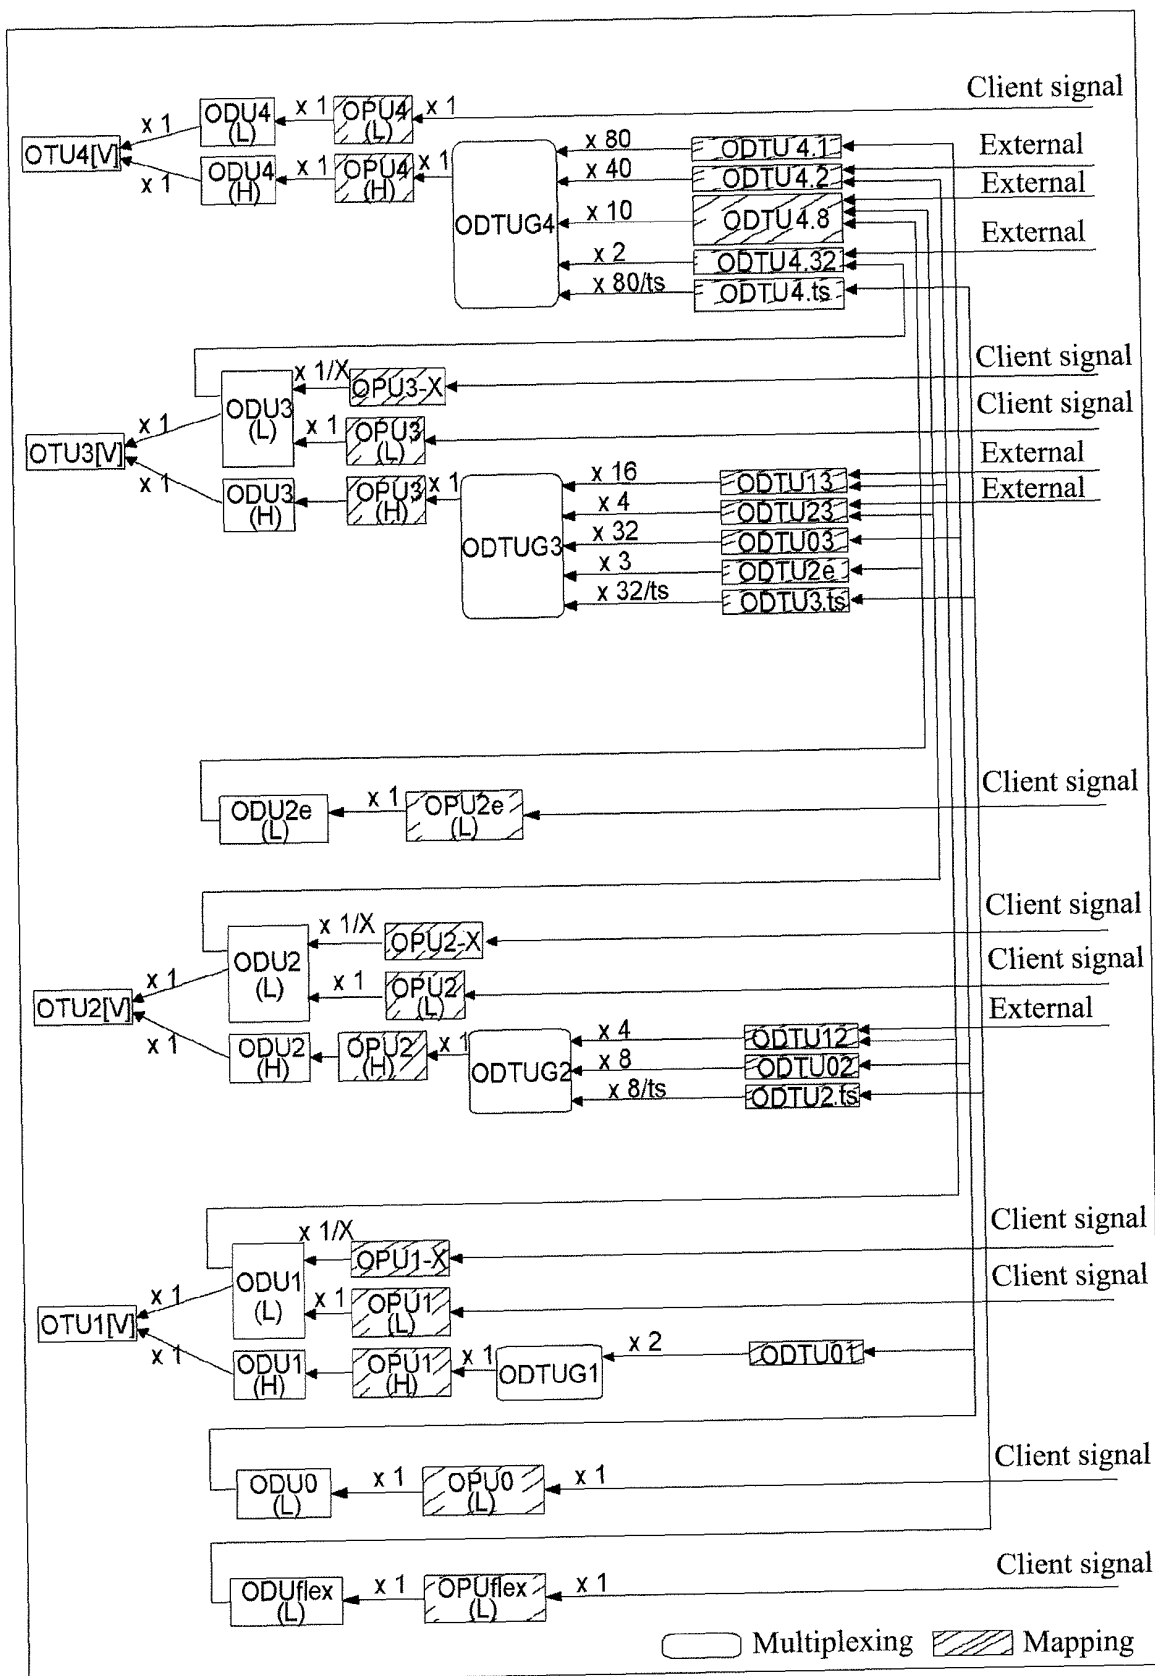 Client signal
ODU4
(L)
x 1
OPU4
(L)
x 1
x 1
OTU4[V]
x 1
ODU4
(H)
x 1
OPU4
(H)
x 1
ODTUG4
x 80
ODTU4.1
External
x 40
ODTU4.2
External
x 10
ODTU4.8
External
x 2
ODTU4.32
x 80/ts
ODTU4.ts
Client signal
x 1/X
OPU3-X
ODU3
(L)
Client signal
x 1
x 1
OPU3
(L)
OTU3[V]
External
x 1
ODU3
(H)
OPU3
(H)
x 1
ODTUG3
x 16
ODTU13
External
x 4
ODTU23
x 32
ODTU03
x 3
ODTU2e
x 32/ts
ODTU3.ts
Client signal
ODU2e
(L)
x 1
OPU2e
(L)
Client signal
x 1/X
OPU2-X
ODU2
(L)
Client signal
x 1
x 1
OPU2
(L)
OTU2[V]
External
x 1
ODU2
(H)
OPU2
(H)
x 1
ODTUG2
x 4
ODTU12
x 8
ODTU02
x 8/ts
ODTU2.ts
Client signal
x 1/X
OPU1-X
ODU1
(L)
Client signal
x 1
x 1
OPU1
(L)
OTU1[V]
x 1
ODU1
(H)
OPU1
(H)
x 1
ODTUG1
x 2
ODTU01
Client signal
ODU0
(L)
x 1
OPU0
(L)
x 1
Client signal
ODUflex
(L)
x 1
OPUflex
(L)
x 1
Multiplexing
Mapping